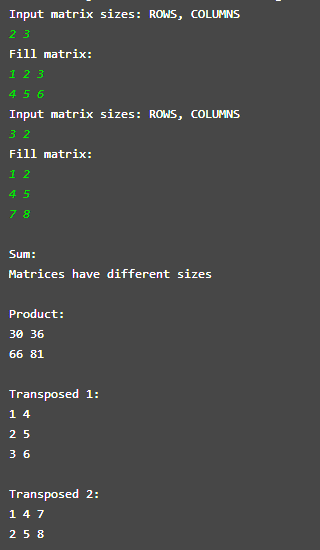 Input matrix sizes: ROWS, COLUMNS
2 3
Fill matrix:
1 2 3
4 5 6
Input matrix sizes: ROWS, COLUMNS
3 2
Fill matrix:
1 2
4 5
7 8
Sum:
Matrices have different sizes
Product:
30 36
66 81
Transposed 1:
1 4
2 5
3 6
Transposed 2:
1 4 7
2 5 8